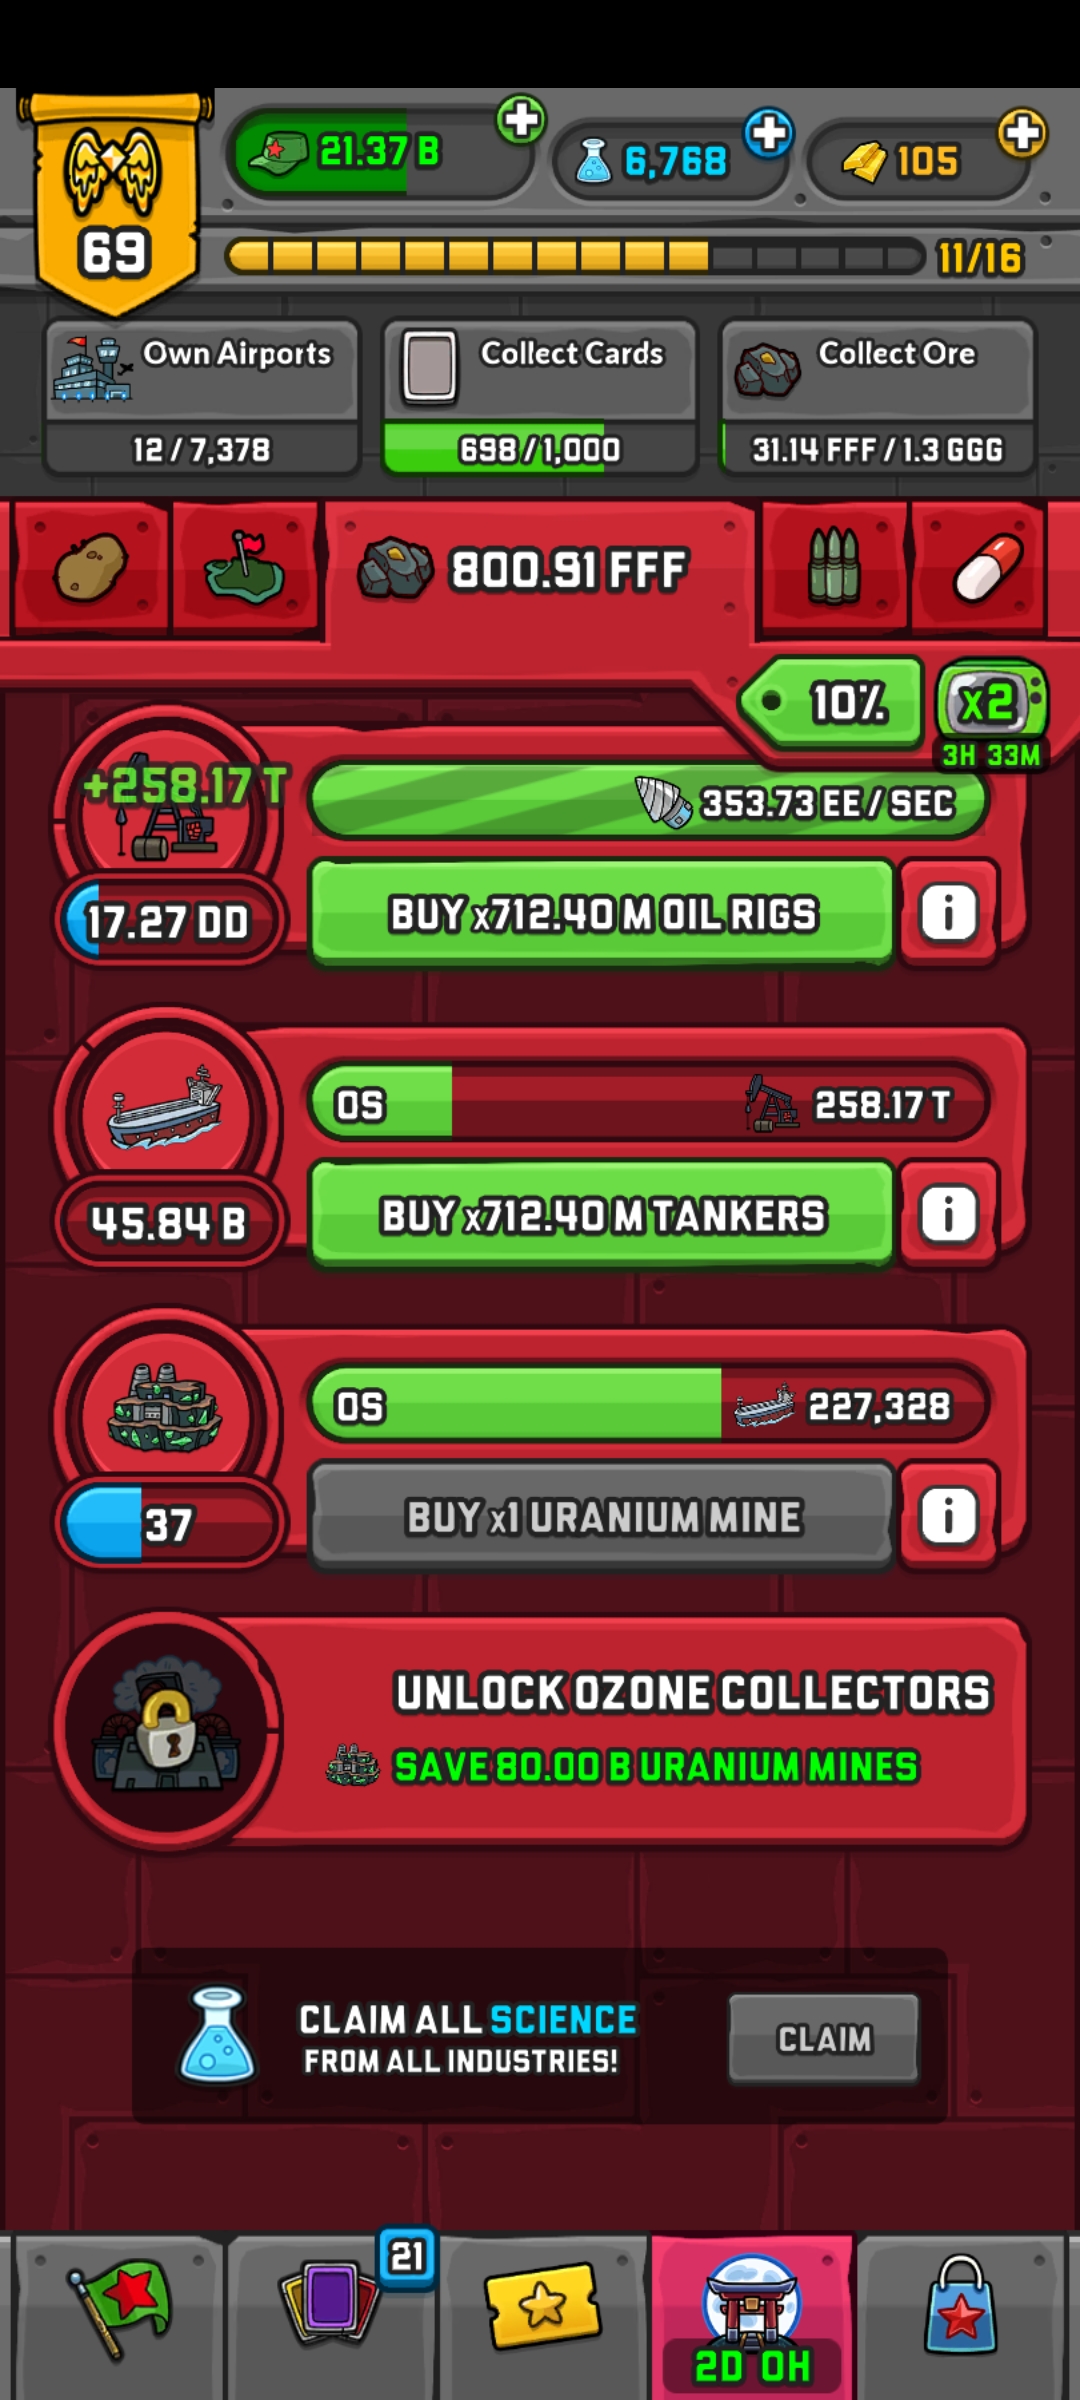 21.37 B
6,768
105
69
11/16
Own Airports
12 / 7,378
Collect Cards
698 / 1,000
Collect Ore
31.14 FFF / 1.3 GGG
800.91 FFF
10%
x2
3H 33M
+258.17 T
353.73 EE / SEC
17.27 DD
BUY x712.40 M OIL RIGS
i
0S
258.17 T
45.84 B
BUY x712.40 M TANKERS
i
0S
227,328
37
BUY x1 URANIUM MINE
i
UNLOCK OZONE COLLECTORS
SAVE 80.00 B URANIUM MINES
CLAIM ALL SCIENCE
FROM ALL INDUSTRIES!
CLAIM
21
2D 0H